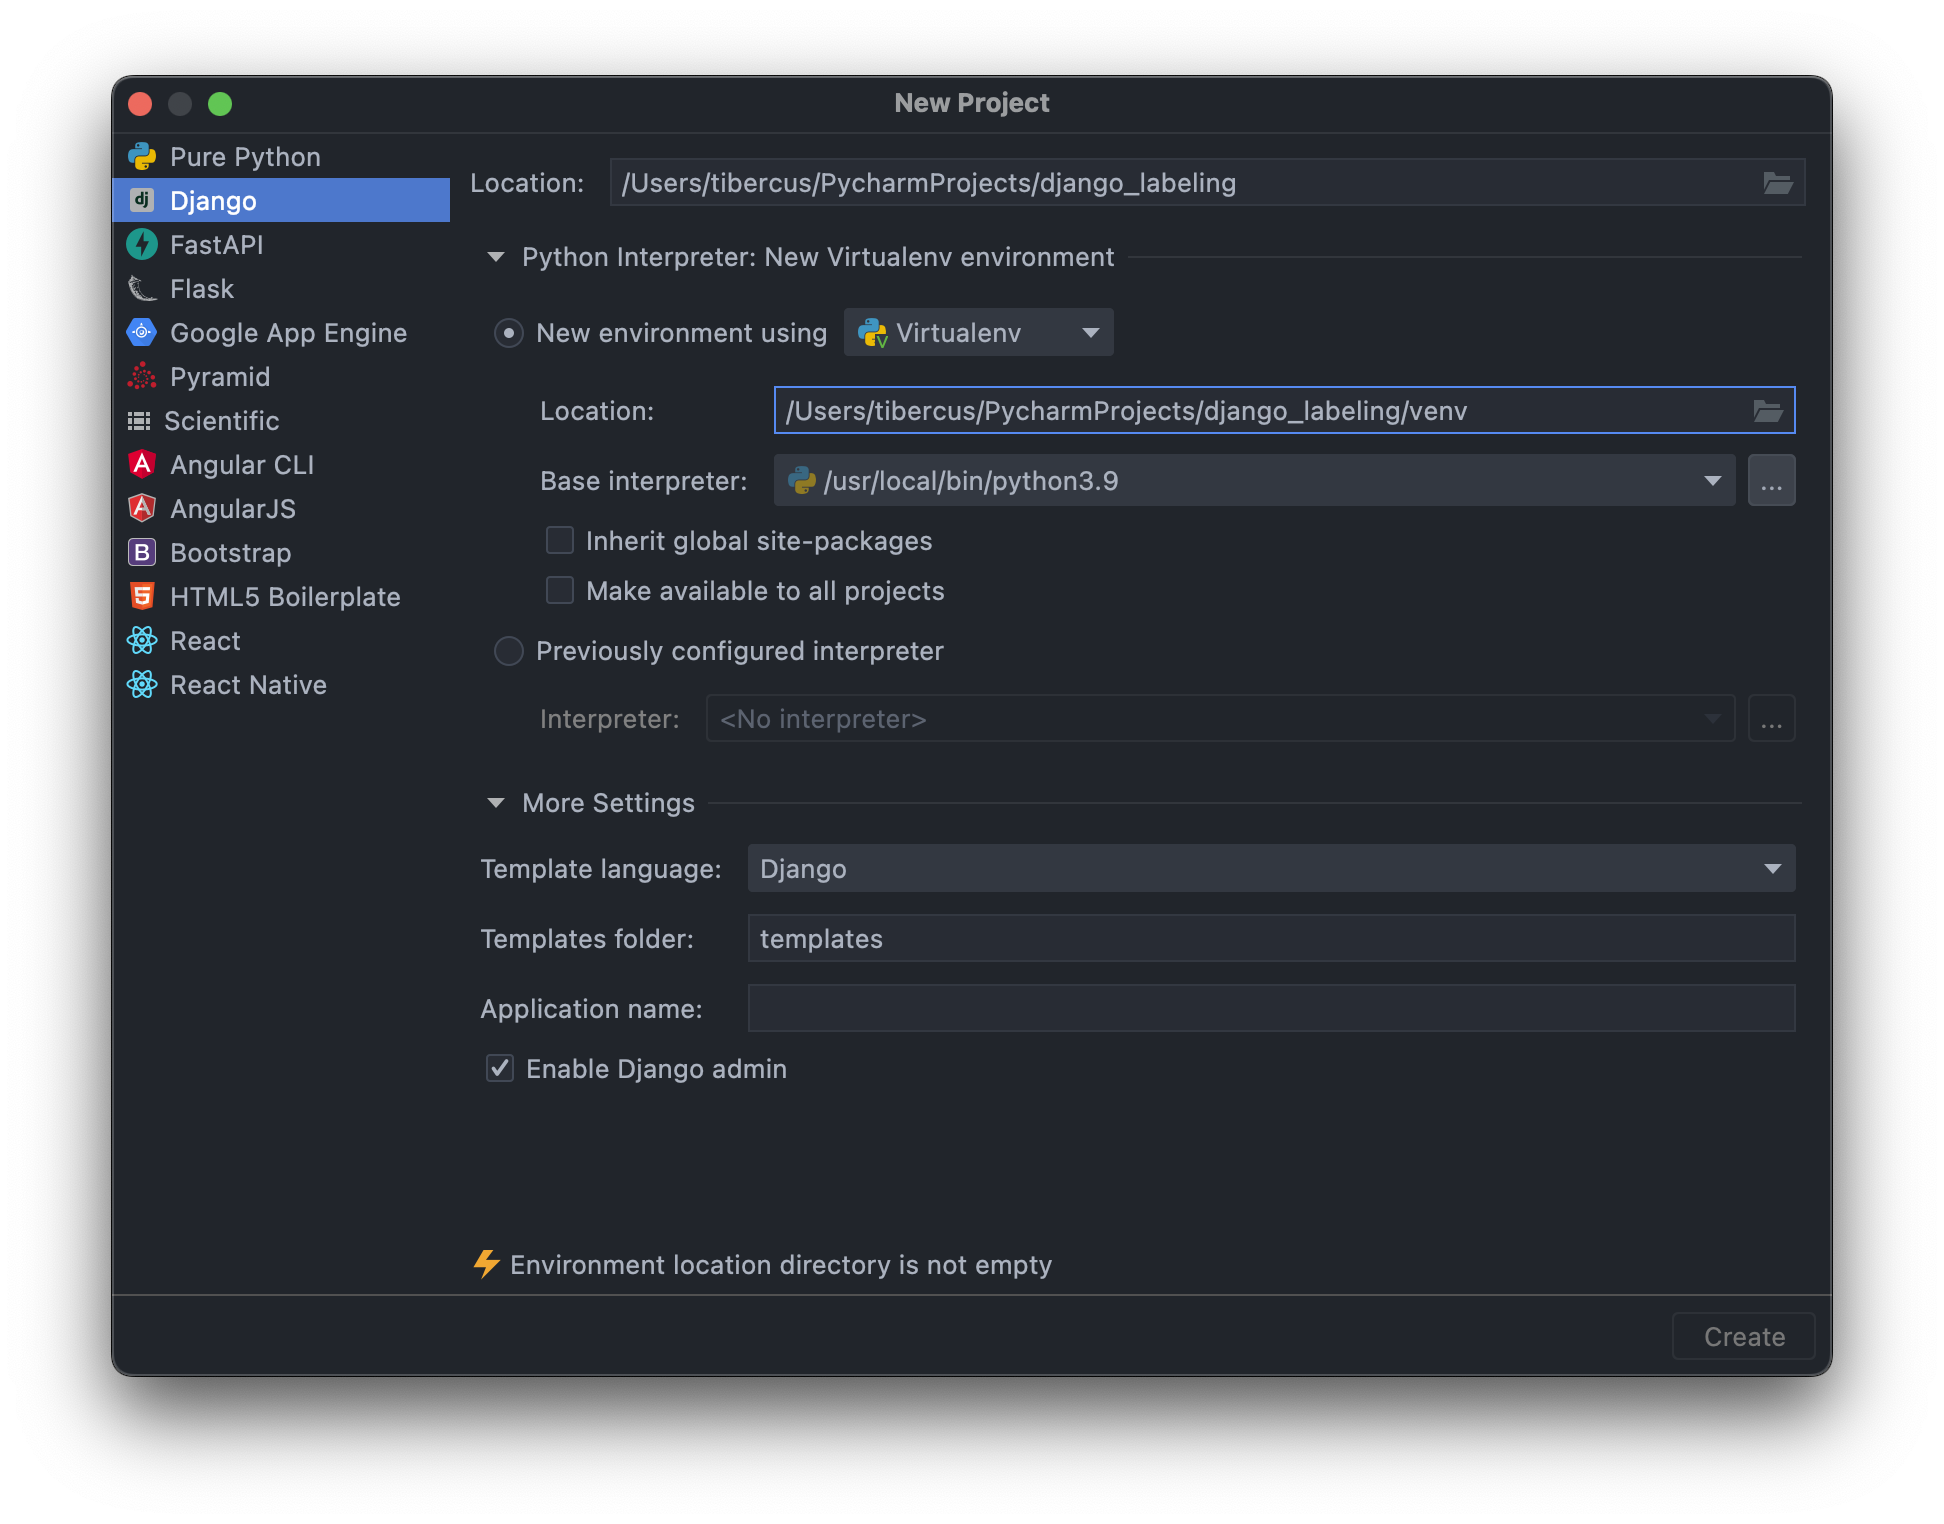 New Project
Pure Python
Django
FastAPI
Flask
Google App Engine
Pyramid
Scientific
Angular CLI
AngularJS
Bootstrap
HTML5 Boilerplate
React
React Native
Location: /Users/tibercus/PycharmProjects/django_labeling
Python Interpreter: New Virtualenv environment
New environment using Virtualenv
Location: /Users/tibercus/PycharmProjects/django_labeling/venv
Base interpreter: /usr/local/bin/python3.9 ...
Inherit global site-packages
Make available to all projects
Previously configured interpreter
Interpreter: <No interpreter> ...
More Settings
Template language: Django
Templates folder: templates
Application name:
Enable Django admin
Environment location directory is not empty
Create